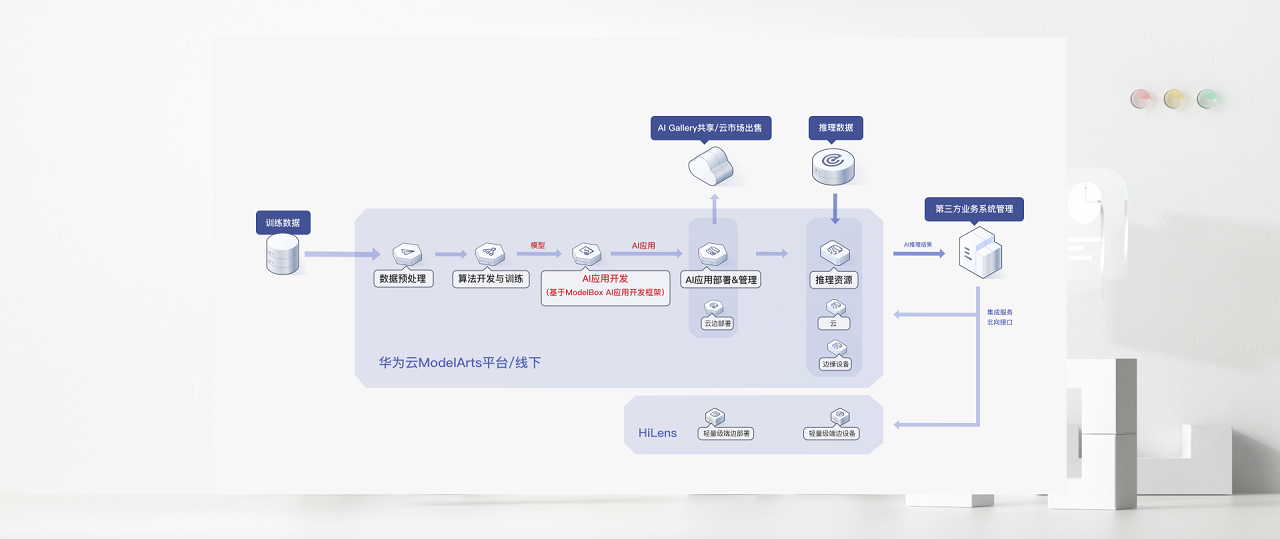 AI Gallery共享/云市场出售
推理数据
训练数据
第三方业务系统管理
模型
AI应用
AI推理结果
数据预处理
算法开发与训练
AI应用开发
(基于ModelBox AI应用开发框架)
AI应用部署&管理
推理资源
云边部署
云
集成服务
北向接口
华为云ModelArts平台/线下
边缘设备
HiLens
轻量级端边部署
轻量级端边设备